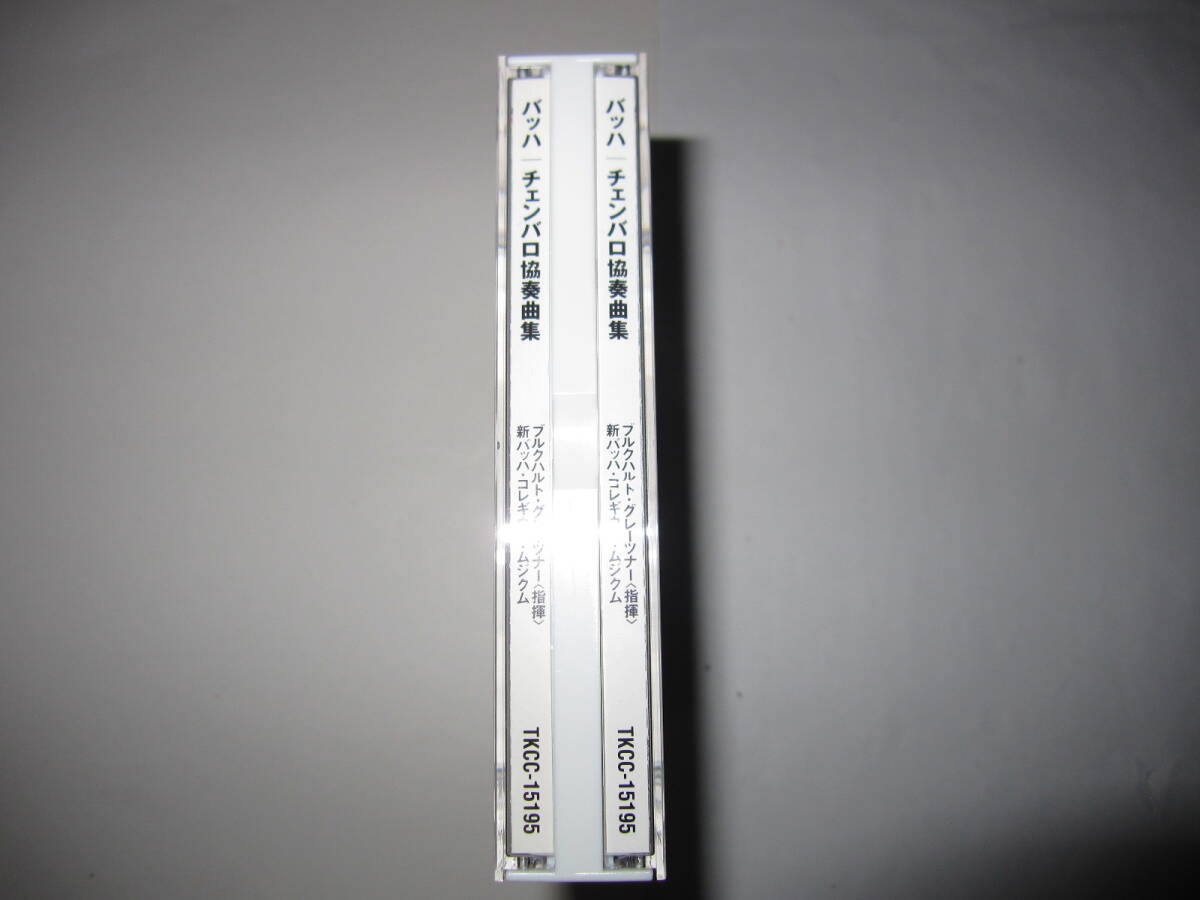 バッハ｜チェンバロ協奏曲集
ブルクハルト・グレーツナー〈指揮〉
新バッハ・コレギウム・ムジクム
TKCC-15195
バッハ｜チェンバロ協奏曲集
ブルクハルト・グレーツナー〈指揮〉
新バッハ・コレギウム・ムジクム
TKCC-15195